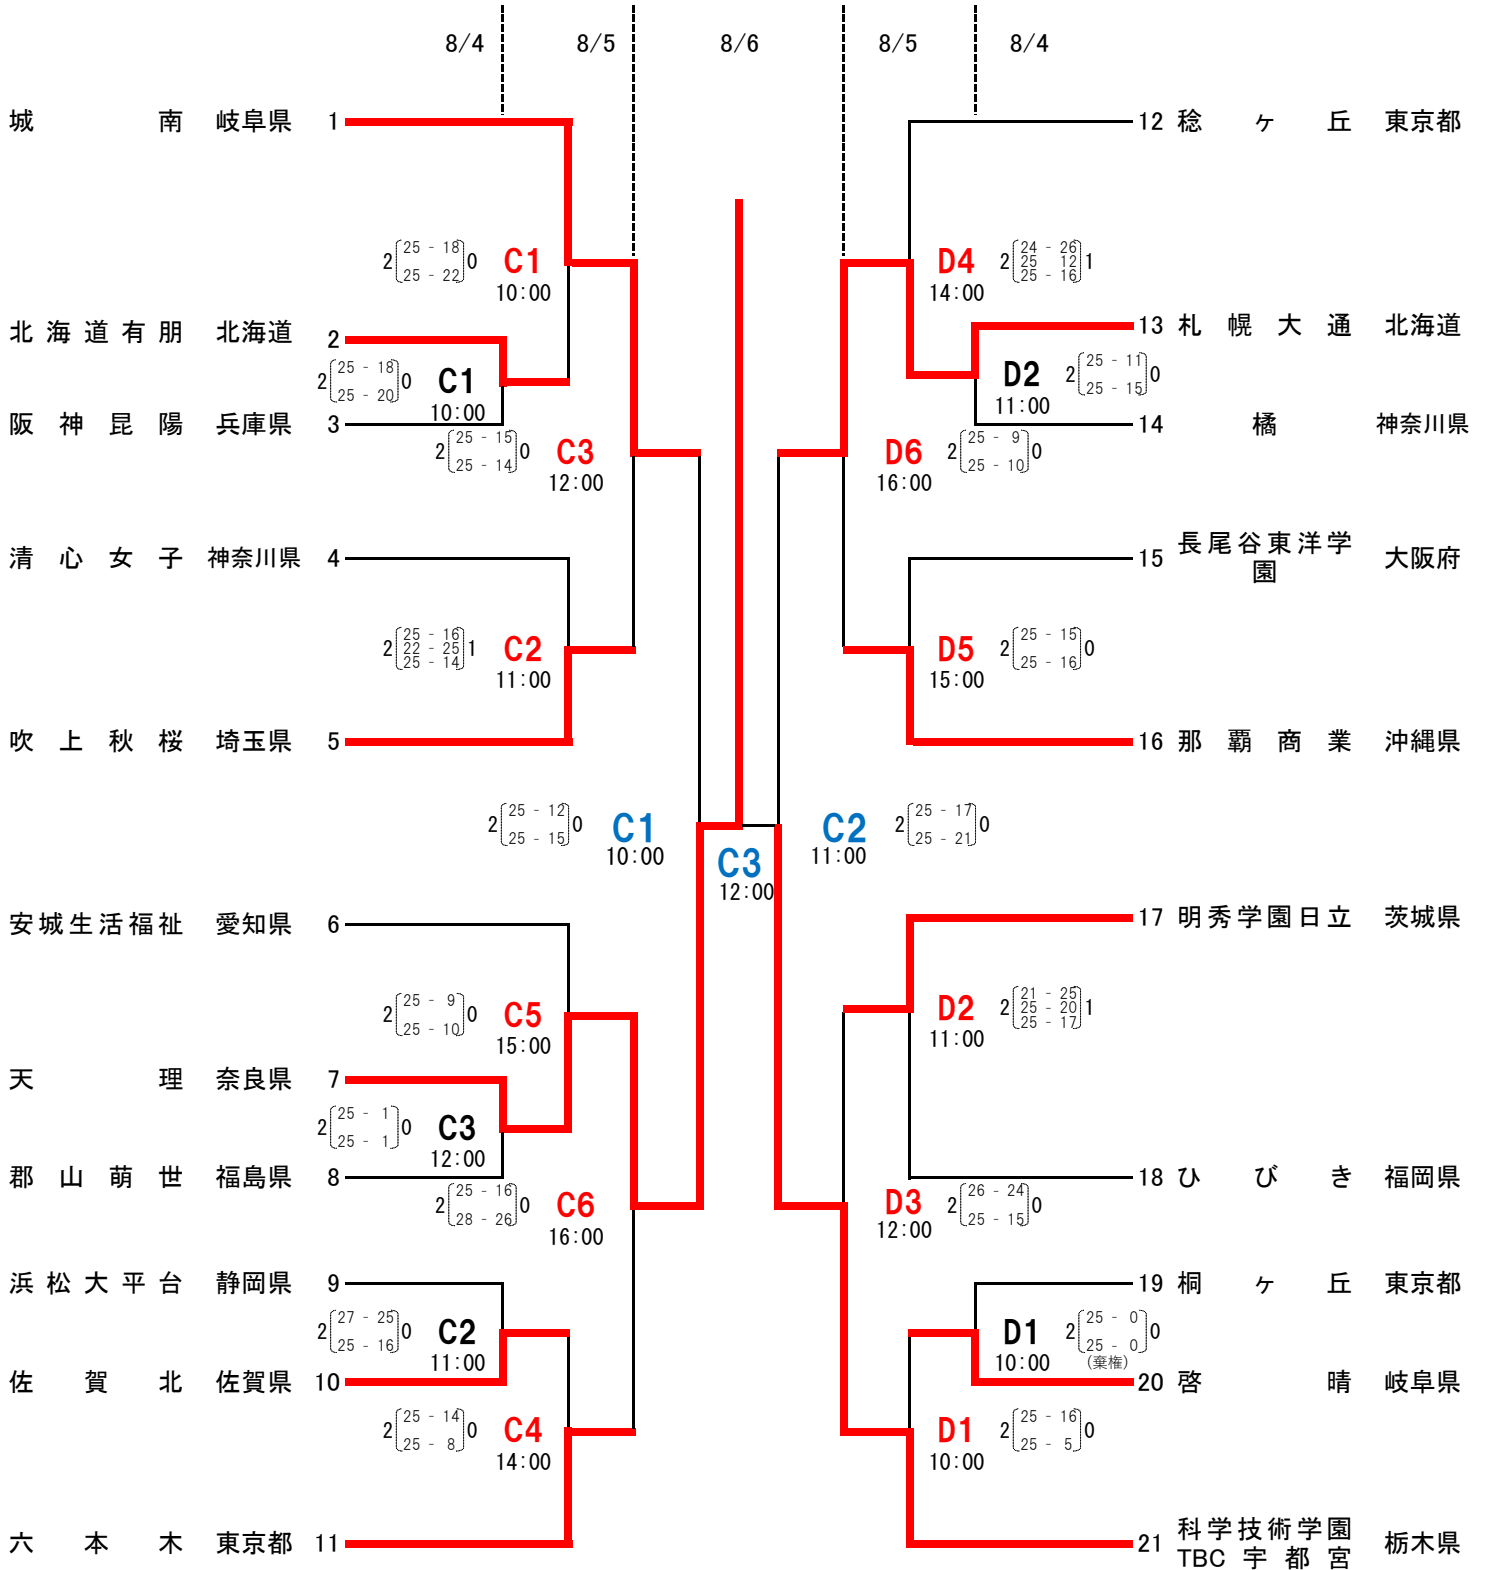 8/4 8/5 8/6 8/5 8/4
城南 岐阜県 1
12 稔ヶ丘 東京都
2 25 - 18 0 C1
25 - 22
10:00
D4 2 24 - 26 1
25 12
25 - 16
14:00
北海道有朋 北海道 2
13 札幌大通 北海道
2 25 - 18 0 C1
25 - 20
10:00
D2 2 25 - 11 0
25 - 15
11:00
阪神昆陽 兵庫県 3
14 橘 神奈川県
2 25 - 15 0 C3
25 - 14
12:00
D6 2 25 - 9 0
25 - 10
16:00
清心女子 神奈川県 4
15 長尾谷東洋学
園 大阪府
2 25 - 16 1 C2
22 - 25
25 - 14
11:00
D5 2 25 - 15 0
25 - 16
15:00
吹上秋桜 埼玉県 5
16 那覇商業 沖縄県
2 25 - 12 0 C1
25 - 15
10:00
C2 2 25 - 17 0
25 - 21
11:00
C3
12:00
安城生活福祉 愛知県 6
17 明秀学園日立 茨城県
2 25 - 9 0 C5
25 - 10
15:00
D2 2 21 - 25 1
25 - 20
25 - 17
11:00
天理 奈良県 7
2 25 - 1 0 C3
25 - 1
12:00
郡山萌世 福島県 8
18 ひびき 福岡県
2 25 - 16 0 C6
28 - 26
16:00
D3 2 26 - 24 0
25 - 15
12:00
浜松大平台 静岡県 9
19 桐ヶ丘 東京都
2 27 - 25 0 C2
25 - 16
11:00
D1 2 25 - 0 0
25 - 0
10:00 (棄権)
佐賀北 佐賀県 10
20 啓晴 岐阜県
2 25 - 14 0 C4
25 - 8
14:00
D1 2 25 - 16 0
25 - 5
10:00
六本木 東京都 11
21 科学技術学園
TBC宇都宮 栃木県